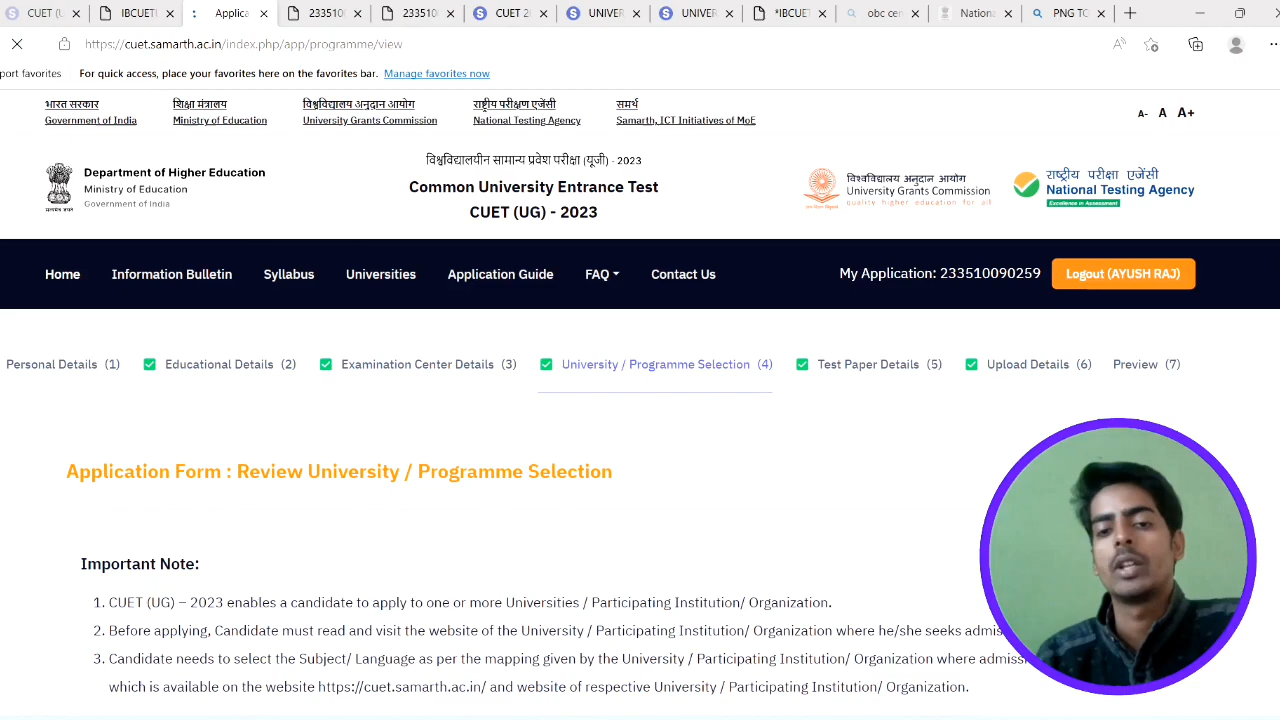 CUET (U
IBCUETU
Applica
233510
233510
CUET 20
UNIVER
UNIVER
*IBCUET
obc cer
Nationa
PNG TO
https://cuet.samarth.ac.in/index.php/app/programme/view
port favorites
For quick access, place your favorites here on the favorites bar. Manage favorites now
भारत सरकार
Government of India
शिक्षा मंत्रालय
Ministry of Education
विश्वविद्यालय अनुदान आयोग
University Grants Commission
राष्ट्रीय परीक्षण एजेंसी
National Testing Agency
समर्थ
Samarth, ICT Initiatives of MoE
A- A A+
Department of Higher Education
Ministry of Education
Government of India
विश्वविद्यालयीन सामान्य प्रवेश परीक्षा (यूजी) - 2023
Common University Entrance Test
CUET (UG) - 2023
विश्वविद्यालय अनुदान आयोग
University Grants Commission
quality higher education for all
राष्ट्रीय परीक्षा एजेंसी
National Testing Agency
Excellence in Assessment
Home
Information Bulletin
Syllabus
Universities
Application Guide
FAQ
Contact Us
My Application: 233510090259
Logout (AYUSH RAJ)
Personal Details (1)
Educational Details (2)
Examination Center Details (3)
University / Programme Selection (4)
Test Paper Details (5)
Upload Details (6)
Preview (7)
Application Form : Review University / Programme Selection
Important Note:
1. CUET (UG) – 2023 enables a candidate to apply to one or more Universities / Participating Institution/ Organization.
2. Before applying, Candidate must read and visit the website of the University / Participating Institution/ Organization where he/she seeks admis
3. Candidate needs to select the Subject/ Language as per the mapping given by the University / Participating Institution/ Organization where admiss
which is available on the website https://cuet.samarth.ac.in/ and website of respective University / Participating Institution/ Organization.